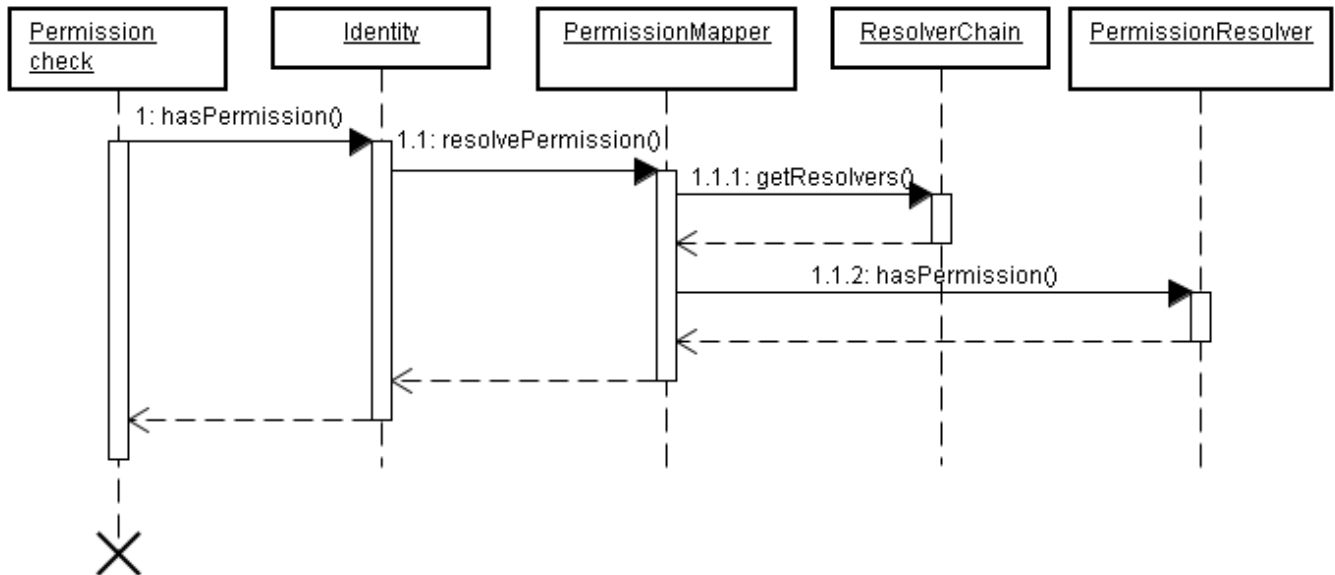 Permission
check
Identity
PermissionMapper
ResolverChain
PermissionResolver
1: hasPermission()
1.1: resolvePermission()
1.1.1: getResolvers()
1.1.2: hasPermission()